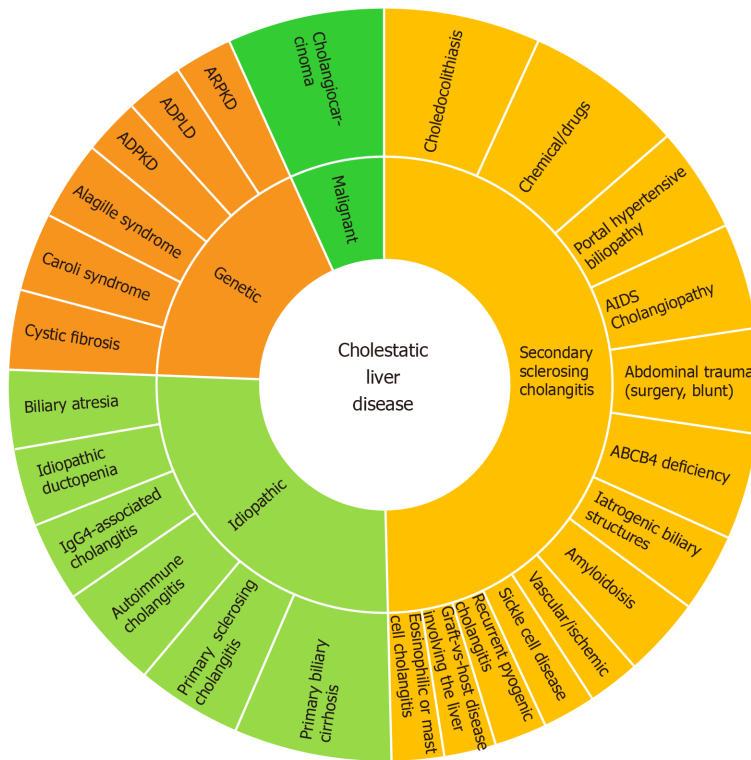 Cholestatic
liver
disease
Malignant
Cholangiocar-
cinoma
Secondary
sclerosing
cholangitis
Choledocolithiasis
Chemical/drugs
Portal hypertensive
biliopathy
AIDS
Cholangiopathy
Abdominal trauma
(surgery, blunt)
ABCB4 deficiency
Iatrogenic biliary
structures
Amyloidoisis
Vascular/ischemic
Sickle cell disease
Recurrent pyogenic
cholangitis
Graft-vs-host disease
involving the liver
Eosinophilic or mast
cell cholangitis
Idiopathic
Primary biliary
cirrhosis
Primary sclerosing
cholangitis
Autoimmune
cholangitis
IgG4-associated
cholangitis
Idiopathic
ductopenia
Biliary atresia
Genetic
Cystic fibrosis
Caroli syndrome
Alagille syndrome
ADPKD
ADPLD
ARPKD